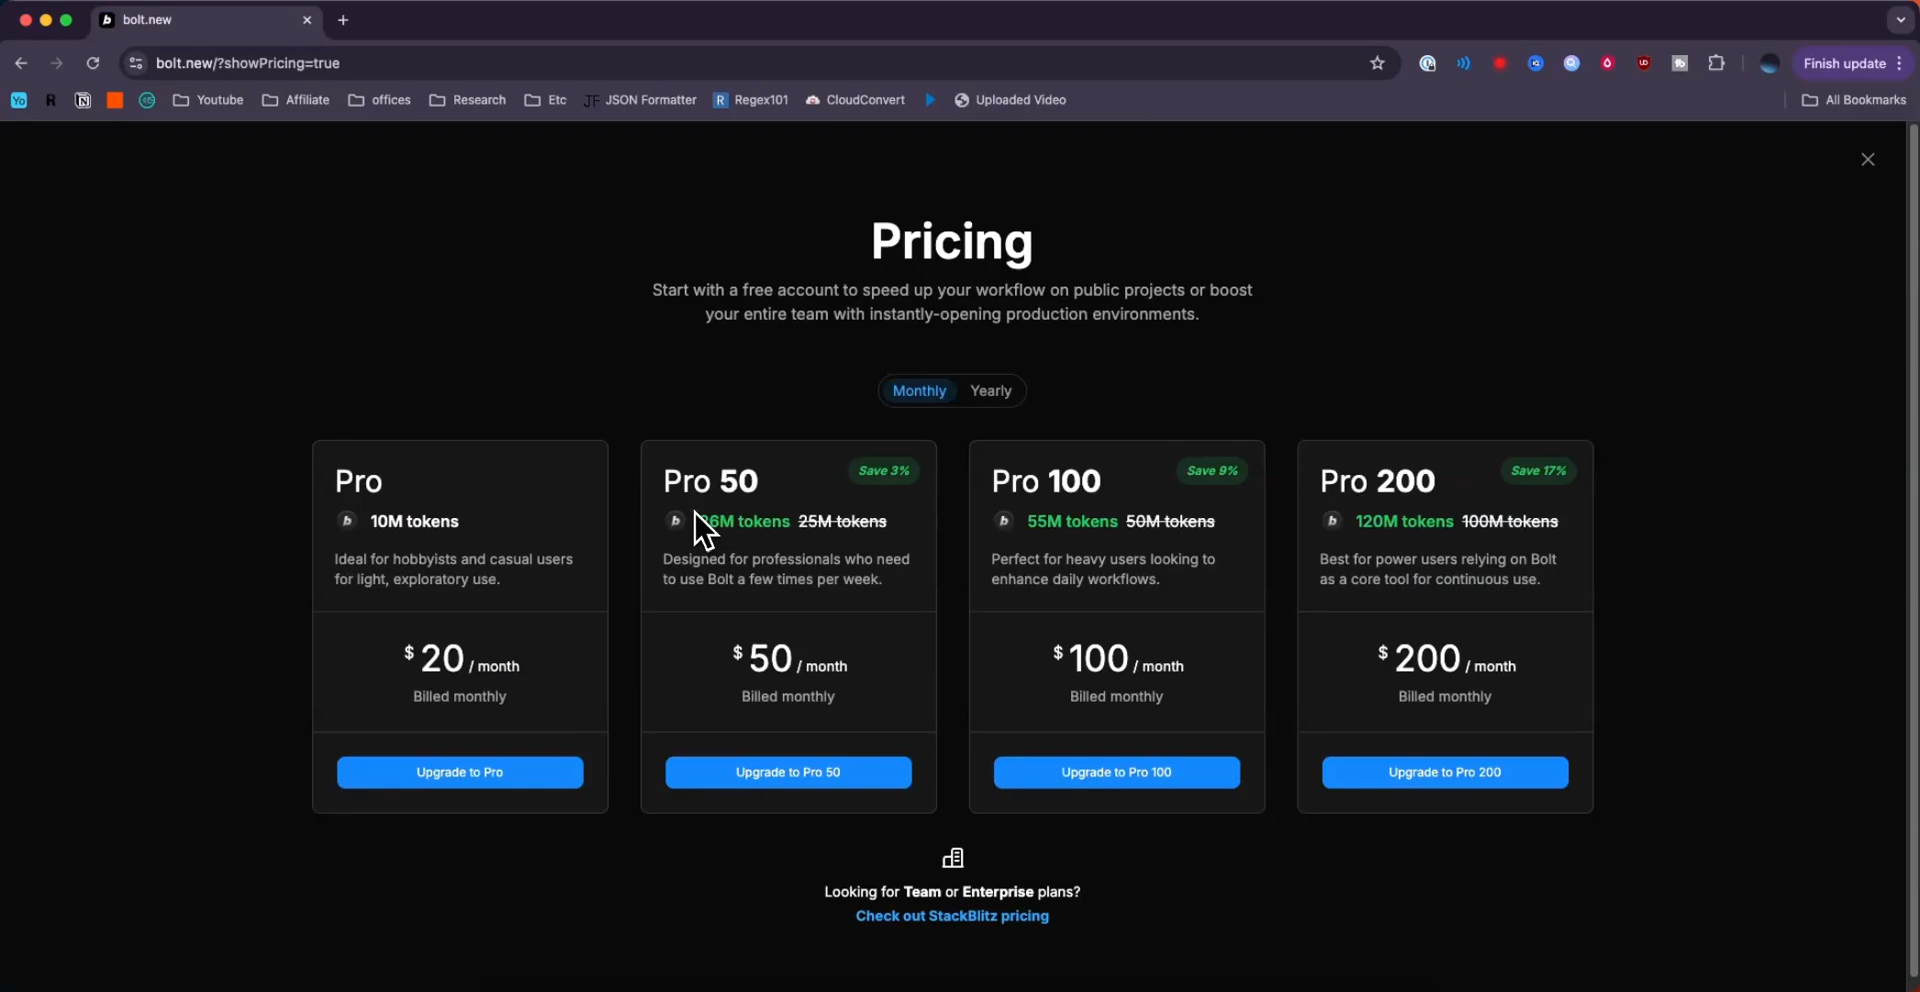 bolt.new
bolt.new/?showPricing=true
Finish update
Youtube
Affiliate
offices
Research
Etc
JF JSON Formatter
R Regex101
CloudConvert
Uploaded Video
All Bookmarks
Pricing
Start with a free account to speed up your workflow on public projects or boost
your entire team with instantly-opening production environments.
Monthly Yearly
Pro
10M tokens
Ideal for hobbyists and casual users
for light, exploratory use.
$ 20 / month
Billed monthly
Upgrade to Pro
Pro 50
Save 3%
tokens 25M tokens
Designed for professionals who need
to use Bolt a few times per week.
$ 50 / month
Billed monthly
Upgrade to Pro 50
Pro 100
Save 9%
55M tokens 50M tokens
Perfect for heavy users looking to
enhance daily workflows.
$ 100 / month
Billed monthly
Upgrade to Pro 100
Pro 200
Save 17%
120M tokens 100M tokens
Best for power users relying on Bolt
as a core tool for continuous use.
$ 200 / month
Billed monthly
Upgrade to Pro 200
Looking for Team or Enterprise plans?
Check out StackBlitz pricing